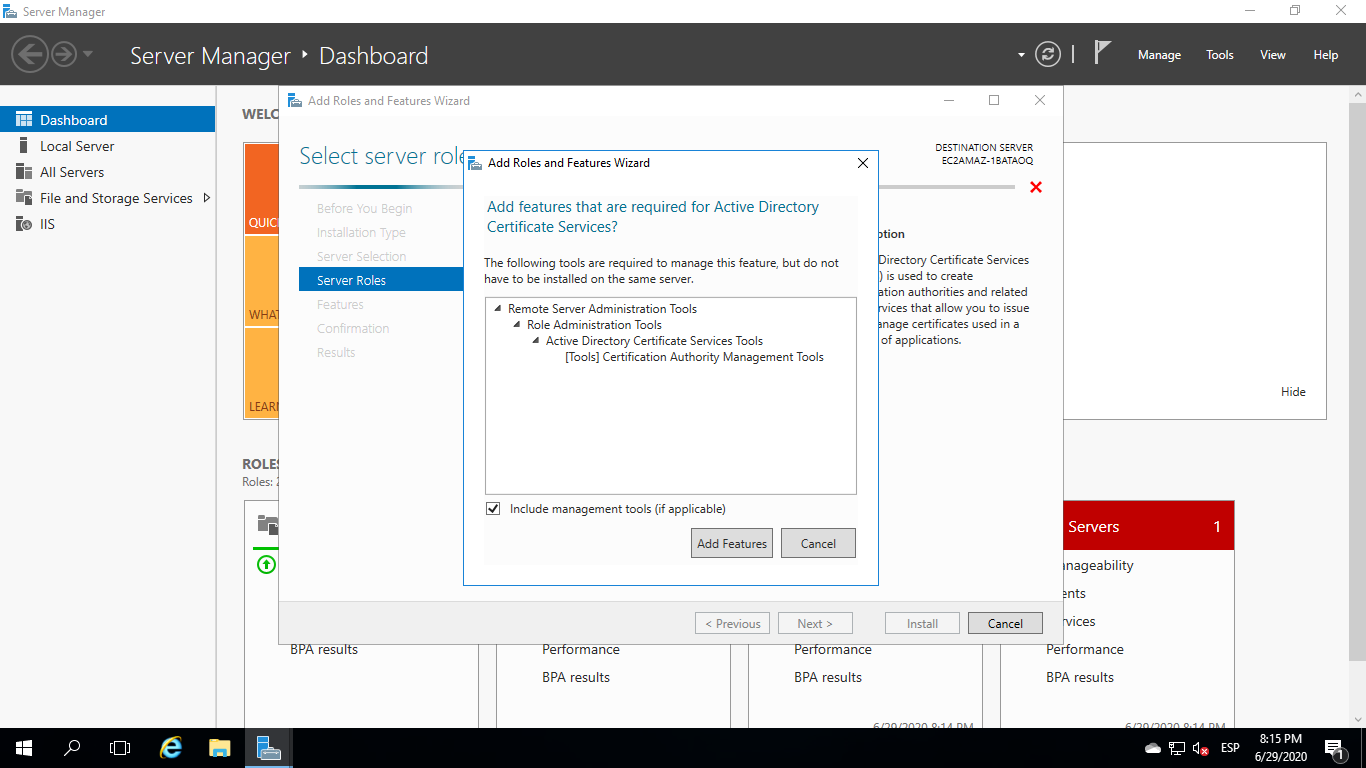 Server Manager
Server Manager • Dashboard
Manage Tools View Help
Dashboard
Local Server
All Servers
File and Storage Services
IIS
WELC
QUIC
WHAT
LEARN
Hide
ROLES
Roles:
Add Roles and Features Wizard
Select server role
DESTINATION SERVER
EC2AMAZ-1BATAOQ
Before You Begin
Installation Type
Server Selection
Server Roles
Features
Confirmation
Results
ption
Directory Certificate Services
) is used to create
ation authorities and related
rvices that allow you to issue
anage certificates used in a
of applications.
Add Roles and Features Wizard
Add features that are required for Active Directory
Certificate Services?
The following tools are required to manage this feature, but do not
have to be installed on the same server.
Remote Server Administration Tools
Role Administration Tools
Active Directory Certificate Services Tools
[Tools] Certification Authority Management Tools
Include management tools (if applicable)
Add Features Cancel
< Previous Next > Install Cancel
Servers 1
anageability
ents
rvices
BPA results
Performance
BPA results
Performance
BPA results
6/29/2020 8:14 PM
Performance
BPA results
6/29/2020 8:14 PM
ESP
8:15 PM
6/29/2020
1